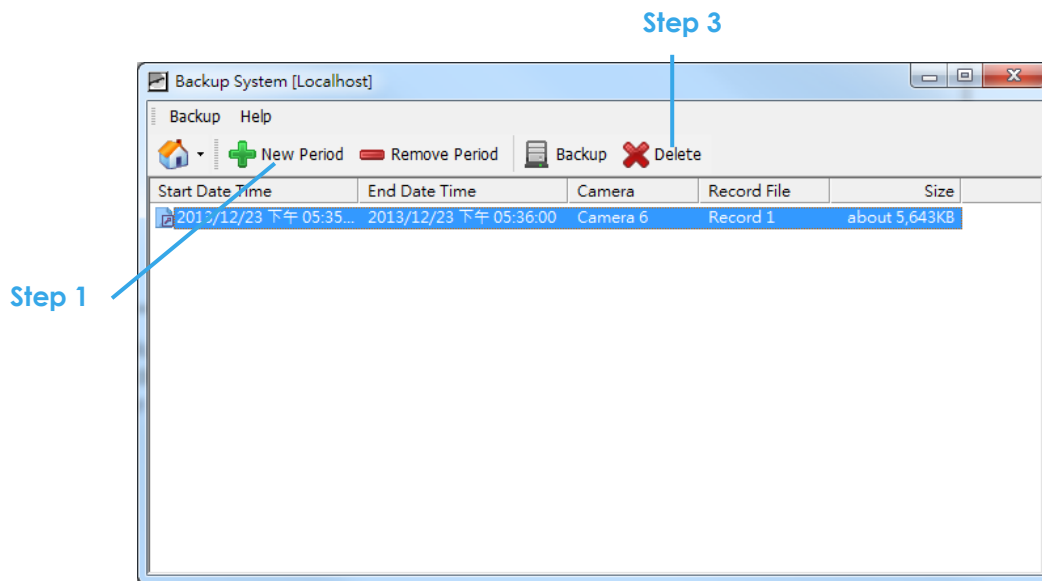 Step 3
Backup System [Localhost]
Backup Help
New Period Remove Period Backup Delete
Start Date Time End Date Time Camera Record File Size
2013/12/23 下午 05:35... 2013/12/23 下午 05:36:00 Camera 6 Record 1 about 5,643KB
Step 1